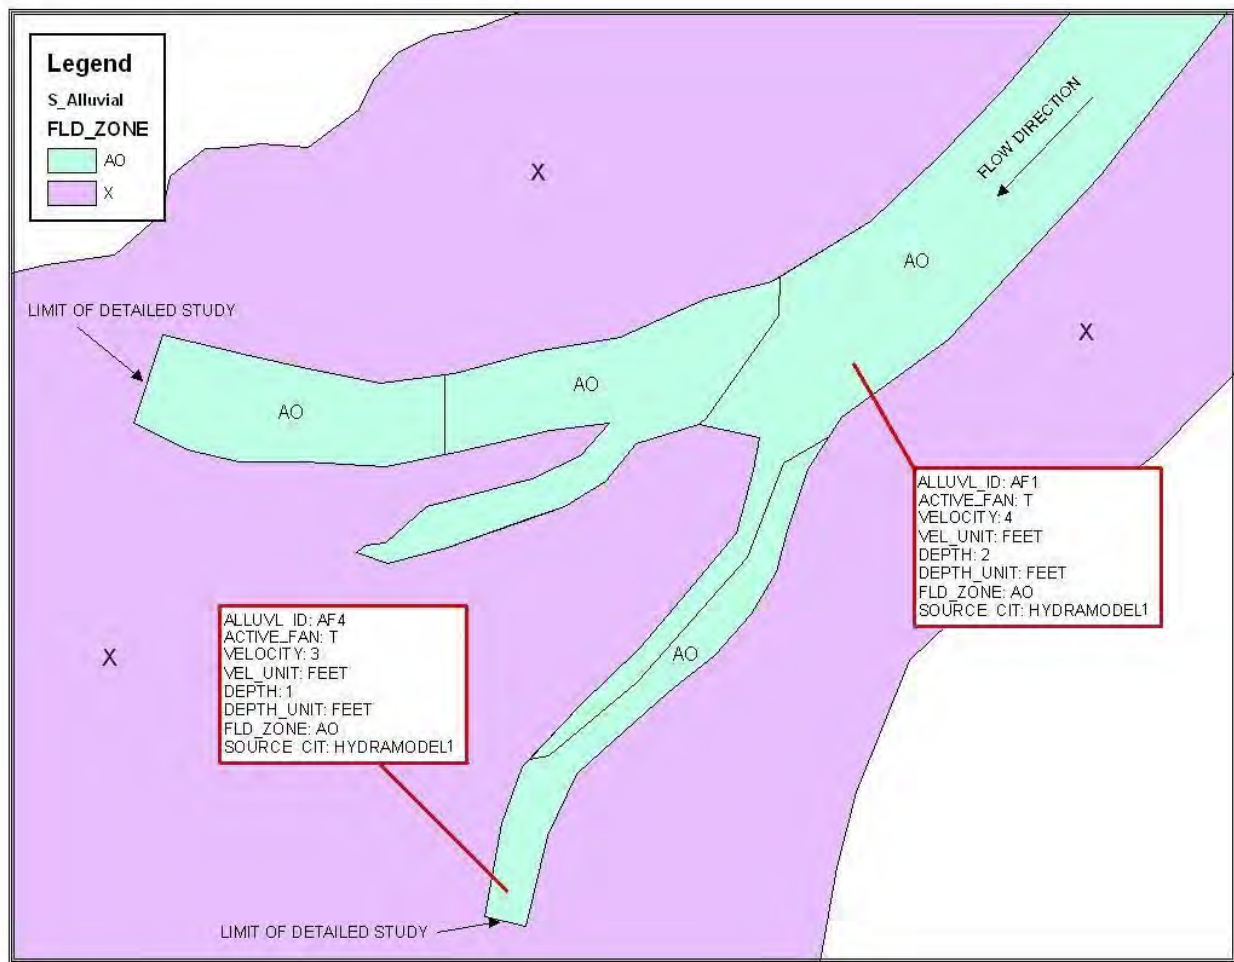 Legend
S_Alluvial
FLD_ZONE
AO
X
X
FLOW DIRECTION
AO
X
LIMIT OF DETAILED STUDY
AO
AO
ALLUVL_ID: AF1
ACTIVE_FAN: T
VELOCITY: 4
VEL_UNIT: FEET
DEPTH: 2
DEPTH_UNIT: FEET
FLD_ZONE: AO
SOURCE_CIT: HYDRAMODEL1
ALLUVL_ID: AF4
ACTIVE_FAN: T
VELOCITY: 3
VEL_UNIT: FEET
DEPTH: 1
DEPTH_UNIT: FEET
FLD_ZONE: AO
SOURCE_CIT: HYDRAMODEL1
X
AO
LIMIT OF DETAILED STUDY